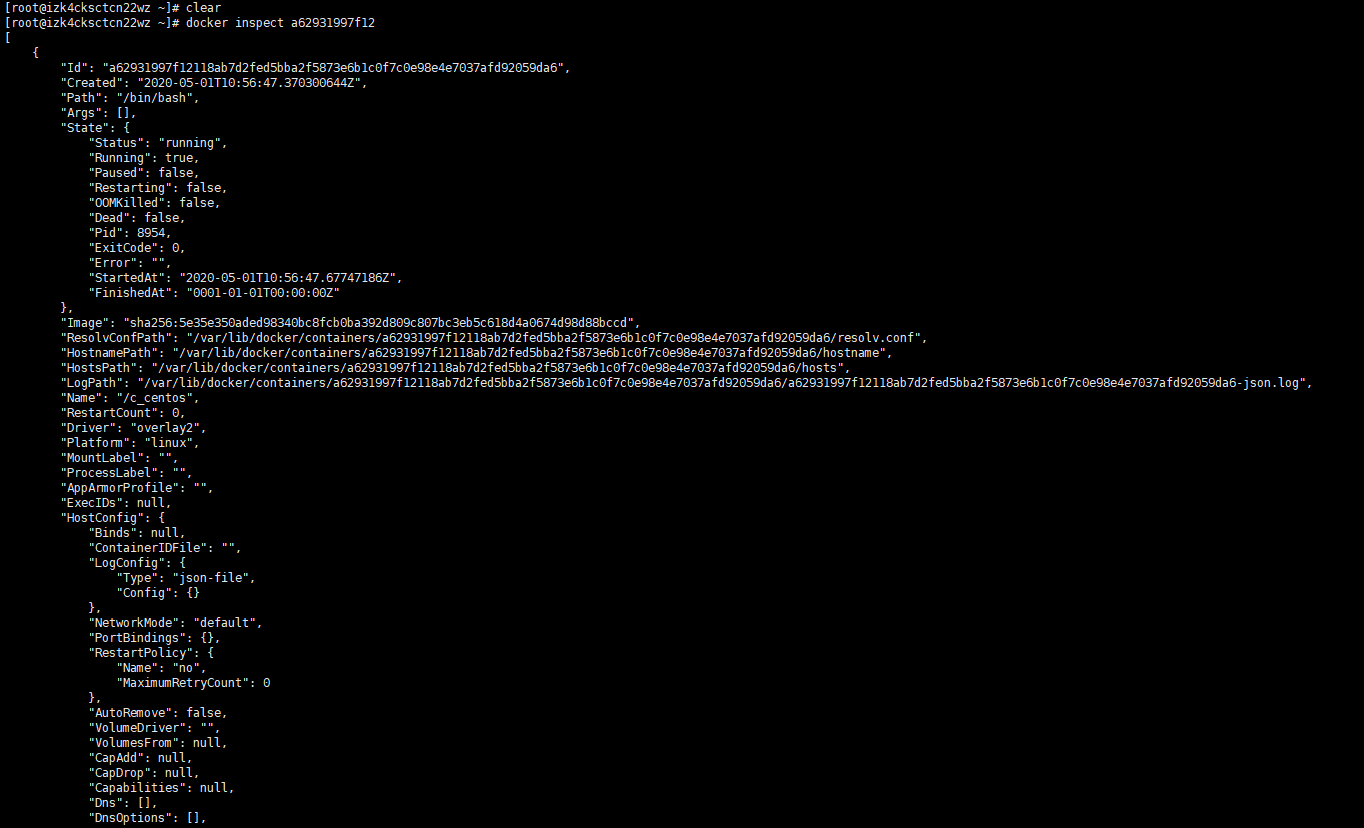 [root@izk4cksctcn22wz ~]# clear
[root@izk4cksctcn22wz ~]# docker inspect a62931997f12
[
    {
        "Id": "a62931997f12118ab7d2fed5bba2f5873e6b1c0f7c0e98e4e7037afd92059da6",
        "Created": "2020-05-01T10:56:47.370300644Z",
        "Path": "/bin/bash",
        "Args": [],
        "State": {
            "Status": "running",
            "Running": true,
            "Paused": false,
            "Restarting": false,
            "OOMKilled": false,
            "Dead": false,
            "Pid": 8954,
            "ExitCode": 0,
            "Error": "",
            "StartedAt": "2020-05-01T10:56:47.67747186Z",
            "FinishedAt": "0001-01-01T00:00:00Z"
        },
        "Image": "sha256:5e35e350aded98340bc8fcb0ba392d809c807bc3eb5c618d4a0674d98d88bccd",
        "ResolvConfPath": "/var/lib/docker/containers/a62931997f12118ab7d2fed5bba2f5873e6b1c0f7c0e98e4e7037afd92059da6/resolv.conf",
        "HostnamePath": "/var/lib/docker/containers/a62931997f12118ab7d2fed5bba2f5873e6b1c0f7c0e98e4e7037afd92059da6/hostname",
        "HostsPath": "/var/lib/docker/containers/a62931997f12118ab7d2fed5bba2f5873e6b1c0f7c0e98e4e7037afd92059da6/hosts",
        "LogPath": "/var/lib/docker/containers/a62931997f12118ab7d2fed5bba2f5873e6b1c0f7c0e98e4e7037afd92059da6/a62931997f12118ab7d2fed5bba2f5873e6b1c0f7c0e98e4e7037afd92059da6-json.log",
        "Name": "/c_centos",
        "RestartCount": 0,
        "Driver": "overlay2",
        "Platform": "linux",
        "MountLabel": "",
        "ProcessLabel": "",
        "AppArmorProfile": "",
        "ExecIDs": null,
        "HostConfig": {
            "Binds": null,
            "ContainerIDFile": "",
            "LogConfig": {
                "Type": "json-file",
                "Config": {}
            },
            "NetworkMode": "default",
            "PortBindings": {},
            "RestartPolicy": {
                "Name": "no",
                "MaximumRetryCount": 0
            },
            "AutoRemove": false,
            "VolumeDriver": "",
            "VolumesFrom": null,
            "CapAdd": null,
            "CapDrop": null,
            "Capabilities": null,
            "Dns": [],
            "DnsOptions": [],